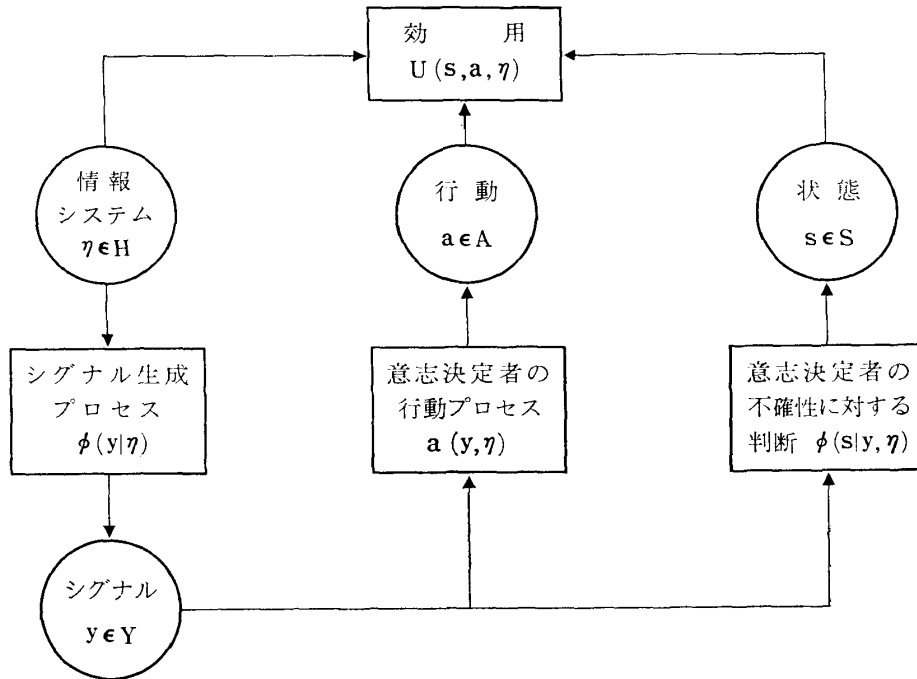 効用
U(s,a,η)
情報
システム
η∈H
行動
a∈A
状態
s∈S
シグナル生成
プロセス
φ(y|η)
意志決定者の
行動プロセス
a(y,η)
意志決定者の
不確性に対する
判断 φ(s|y,η)
シグナル
y∈Y